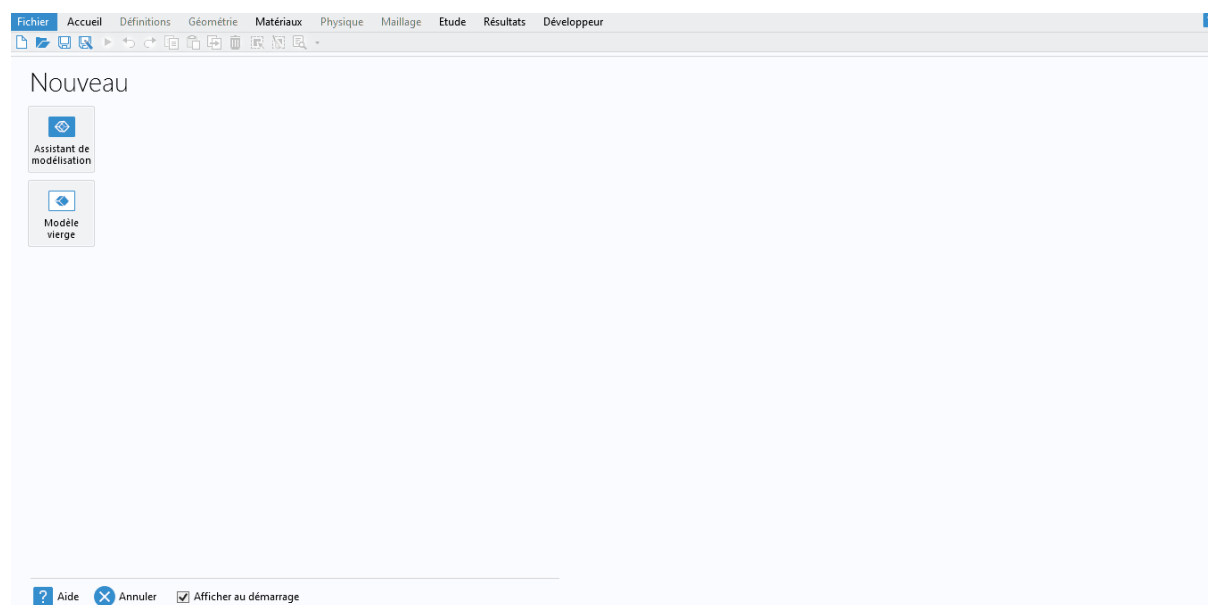 Fichier Accueil Définitions Géométrie Matériaux Physique Maillage Etude Résultats Développeur
Nouveau
Assistant de
modélisation
Modèle
vierge
? Aide Annuler Afficher au démarrage